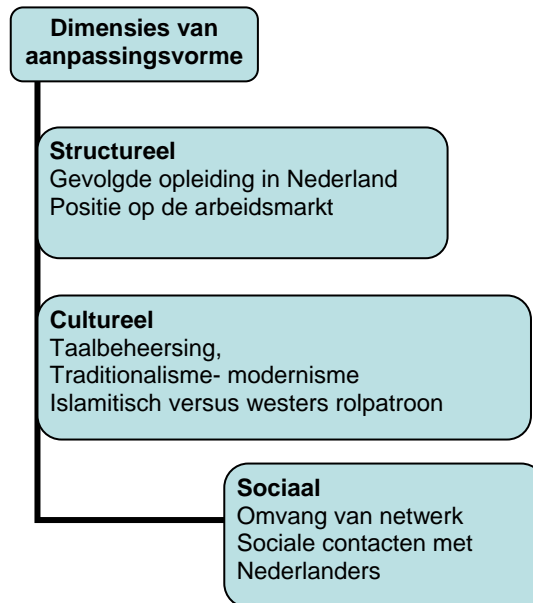 Dimensies van
aanpassingsvorme
Structureel
Gevolgde opleiding in Nederland
Positie op de arbeidsmarkt
Cultureel
Taalbeheersing,
Traditionalisme- modernisme
Islamitisch versus westers rolpatroon
Sociaal
Omvang van netwerk
Sociale contacten met
Nederlanders